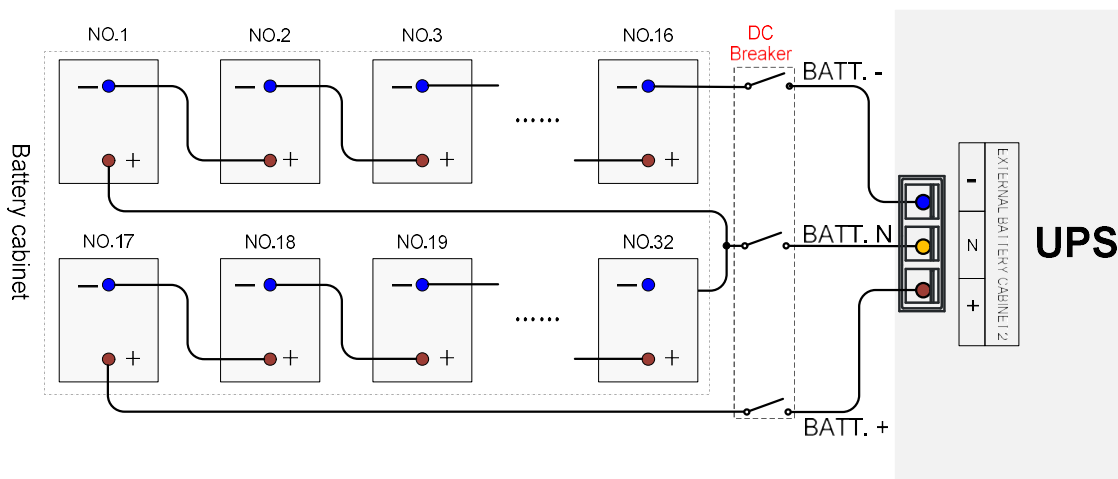 NO.1
NO.2
NO.3
NO.16
DC
Breaker
− − − −
BATT. -
......
+ + + +
Battery cabinet
NO.17
NO.18
NO.19
NO.32
BATT. N
− − − −
- N +
EXTERNAL BATTERY CABINET 2
UPS
......
+ + + +
BATT. +